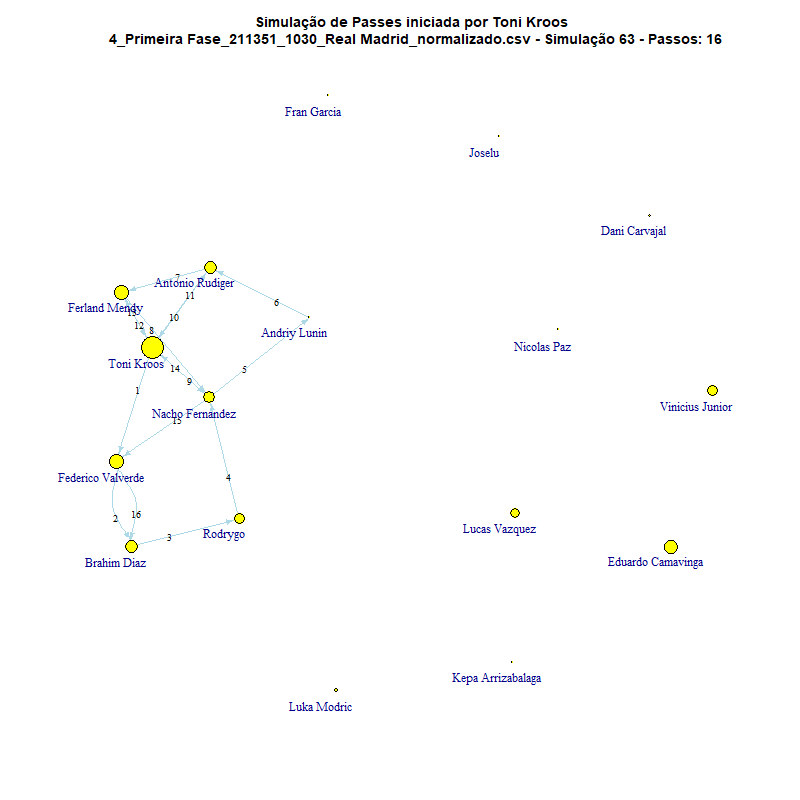 Simulação de Passes iniciada por Toni Kroos
4_Primeira Fase_211351_1030_Real Madrid_normalizado.csv - Simulação 63 - Passos: 16
Fran Garcia
Joselu
Dani Carvajal
7
Antonio Rudiger
11
6
Ferland Mendy
13
10
12
8
Andriy Lunin
Nicolas Paz
Toni Kroos
14
5
9
1
Vinicius Junior
Nacho Fernandez
15
Federico Valverde
4
2
16
Lucas Vazquez
Rodrygo
3
Brahim Diaz
Eduardo Camavinga
Kepa Arrizabalaga
Luka Modric